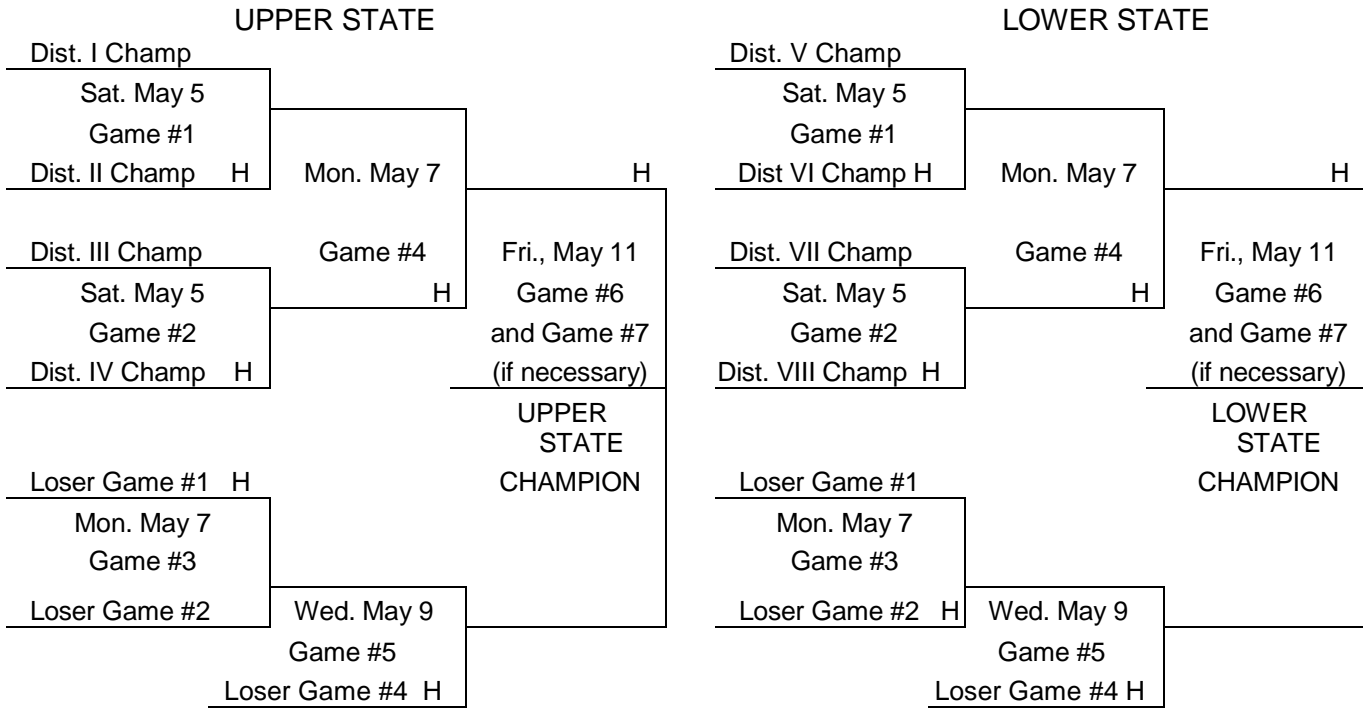 UPPER STATE
Dist. I Champ
Sat. May 5
Game #1
Dist. II Champ H
Mon. May 7
H
Dist. III Champ
Game #4
Fri., May 11
Sat. May 5
H
Game #6
Game #2
and Game #7
Dist. IV Champ H
(if necessary)
UPPER
STATE
Loser Game #1 H
CHAMPION
Mon. May 7
Game #3
Loser Game #2
Wed. May 9
Game #5
Loser Game #4 H
LOWER STATE
Dist. V Champ
Sat. May 5
Game #1
Dist VI Champ H
Mon. May 7
H
Dist. VII Champ
Game #4
Fri., May 11
Sat. May 5
H
Game #6
Game #2
and Game #7
Dist. VIII Champ H
(if necessary)
LOWER
STATE
Loser Game #1
CHAMPION
Mon. May 7
Game #3
Loser Game #2 H
Wed. May 9
Game #5
Loser Game #4 H